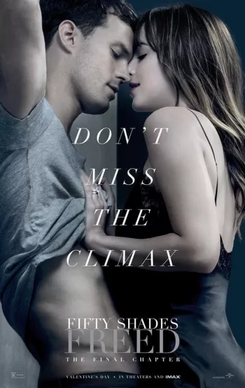 DON'T
MISS
THE
CLIMAX
FIFTY SHADES
FREED
THE FINAL CHAPTER
VALENTINE'S DAY • IN THEATERS AND IMAX